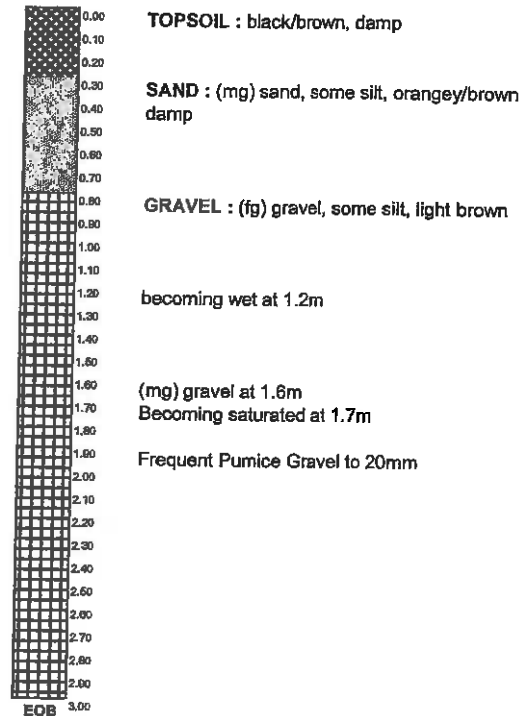 0.00 TOPSOIL : black/brown, damp
0.10
0.20
0.30 SAND : (mg) sand, some silt, orangey/brown
0.40 damp
0.50
0.60
0.70
0.80 GRAVEL : (fg) gravel, some silt, light brown
0.90
1.00
1.10
1.20 becoming wet at 1.2m
1.30
1.40
1.50
1.60 (mg) gravel at 1.6m
1.70 Becoming saturated at 1.7m
1.80
1.90 Frequent Pumice Gravel to 20mm
2.00
2.10
2.20
2.30
2.40
2.50
2.60
2.70
2.80
2.90
EOB 3.00